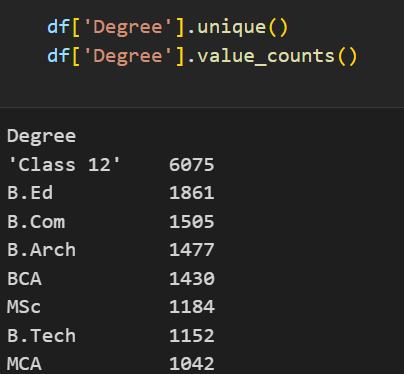 df['Degree'].unique()
df['Degree'].value_counts()
Degree
'Class 12' 6075
B.Ed 1861
B.Com 1505
B.Arch 1477
BCA 1430
MSc 1184
B.Tech 1152
MCA 1042